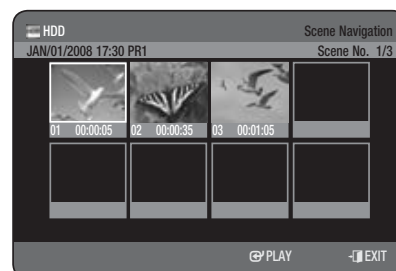 HDD Scene Navigation
JAN/01/2008 17:30 PR1 Scene No. 1/3
01 00:00:05 02 00:00:35 03 00:01:05
PLAY EXIT